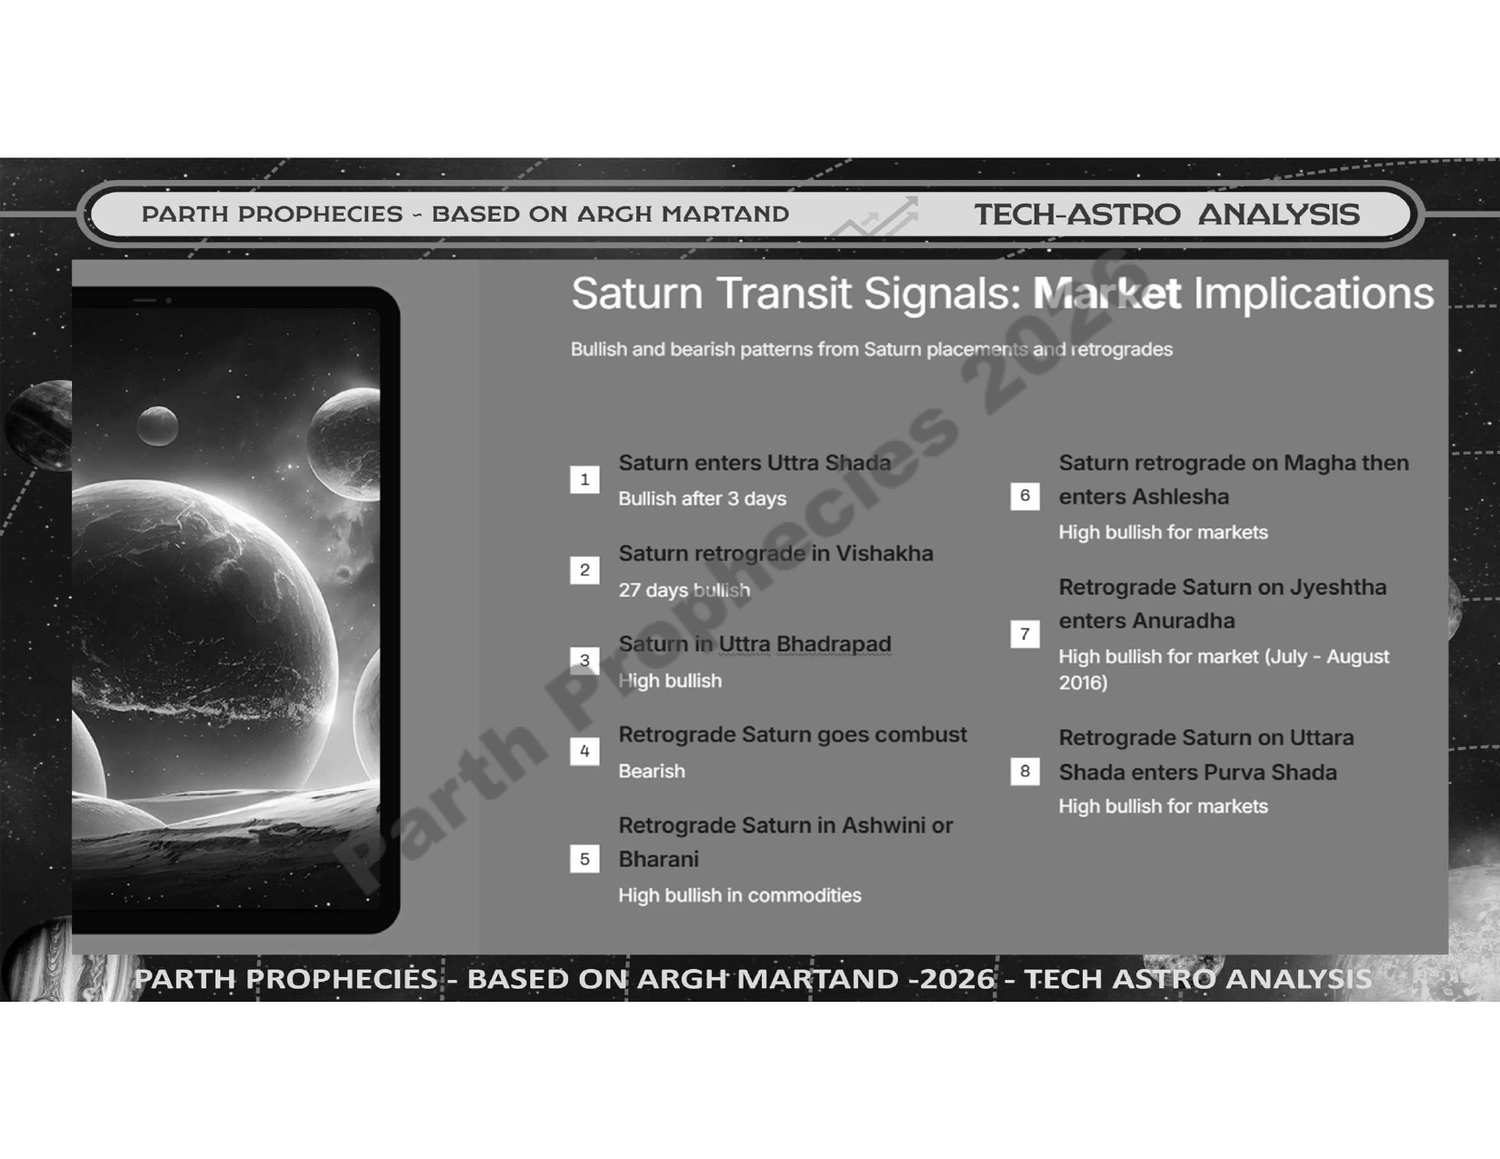 PARTH PROPHECIES ~ BASED ON ARGH MARTAND
TECH-ASTRO ANALYSIS
Saturn Transit Signals: Market Implications
Bullish and bearish patterns from Saturn placements and retrogrades
1
Saturn enters Uttra Shada
Bullish after 3 days
2
Saturn retrograde in Vishakha
27 days bullish
3
Saturn in Uttra Bhadrapad
High bullish
4
Retrograde Saturn goes combust
Bearish
5
Retrograde Saturn in Ashwini or
Bharani
High bullish in commodities
6
Saturn retrograde on Magha then
enters Ashlesha
High bullish for markets
7
Retrograde Saturn on Jyeshtha
enters Anuradha
High bullish for market (July - August
2016)
8
Retrograde Saturn on Uttara
Shada enters Purva Shada
High bullish for markets
Parth Prophecies 2026
PARTH PROPHECIES - BASED ON ARGH MARTAND -2026 - TECH ASTRO ANALYSIS